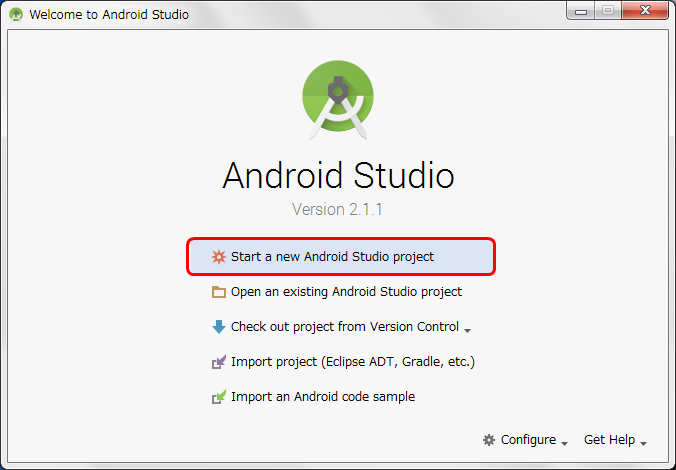 Welcome to Android Studio
Android Studio
Version 2.1.1
Start a new Android Studio project
Open an existing Android Studio project
Check out project from Version Control
Import project (Eclipse ADT, Gradle, etc.)
Import an Android code sample
Configure Get Help